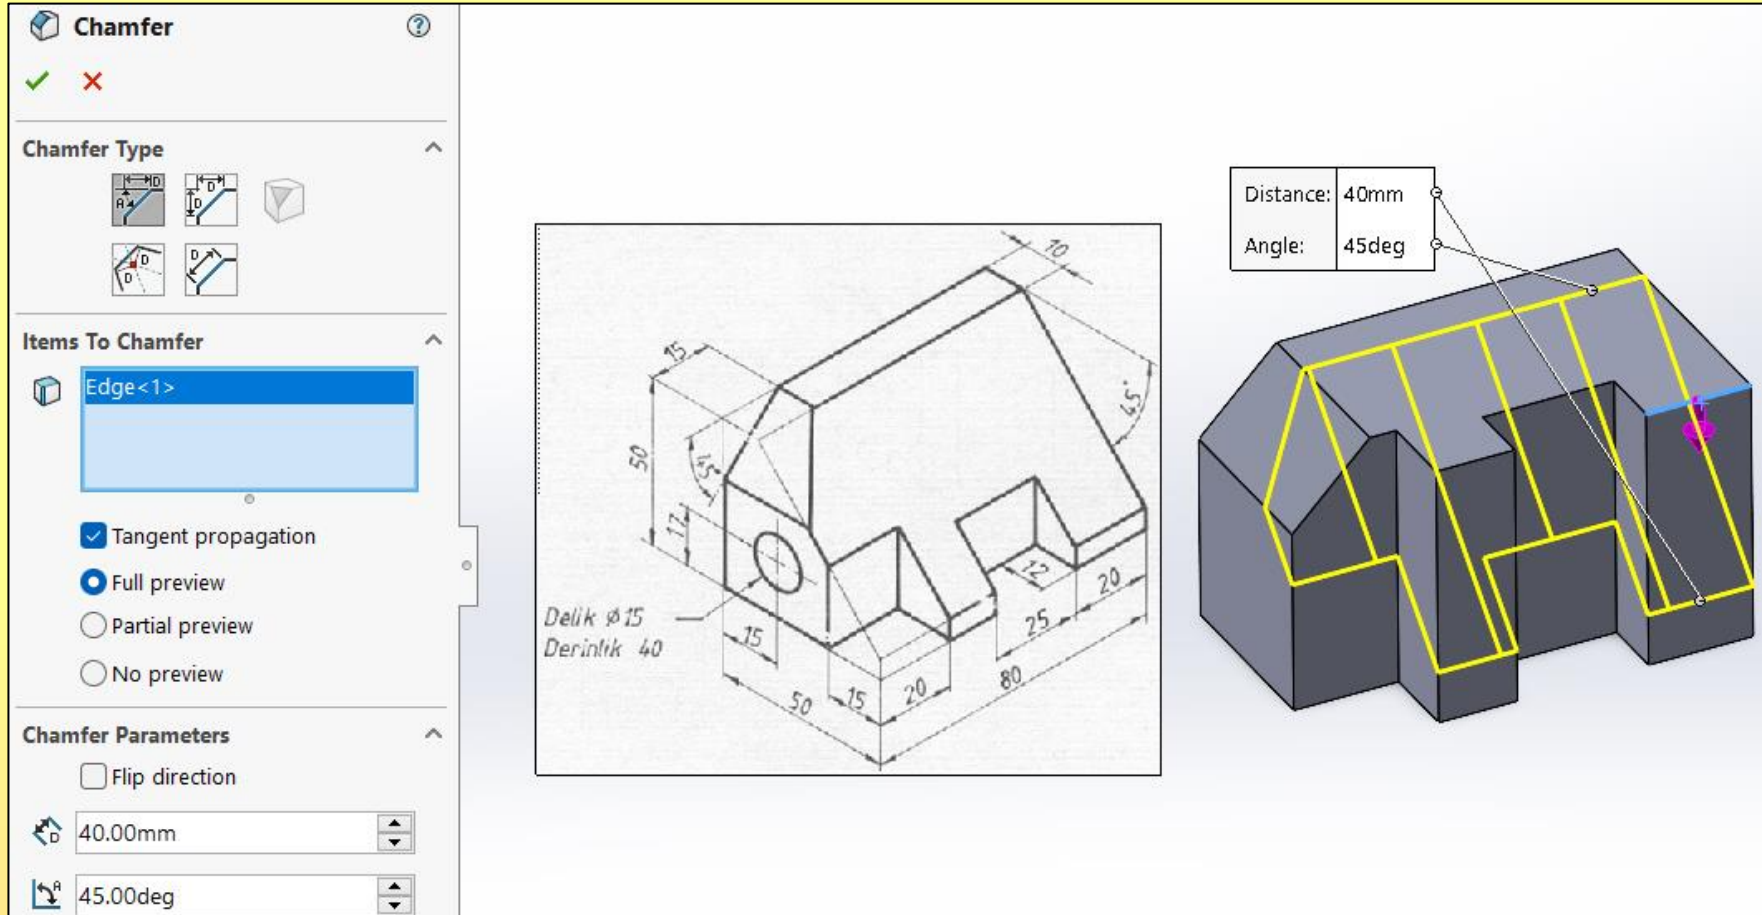 Chamfer
Chamfer Type
Items To Chamfer
Edge<1>
Tangent propagation
Full preview
Partial preview
No preview
Chamfer Parameters
Flip direction
40.00mm
45.00deg
10
15
45°
50
45°
17
12
20
Delik ø15
Derinlik 40
15
25
50
15
20
80
Distance: 40mm
Angle: 45deg